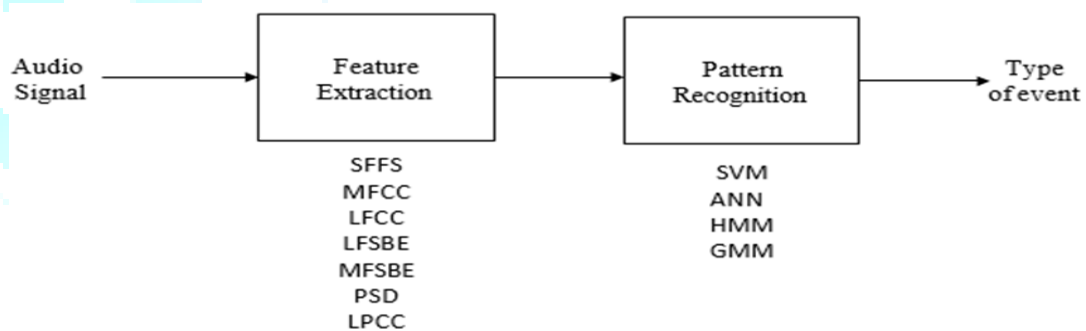 Audio
Signal
Feature
Extraction
SFFS
MFCC
LFCC
LFSBE
MFSBE
PSD
LPCC
Pattern
Recognition
SVM
ANN
HMM
GMM
Type
of event